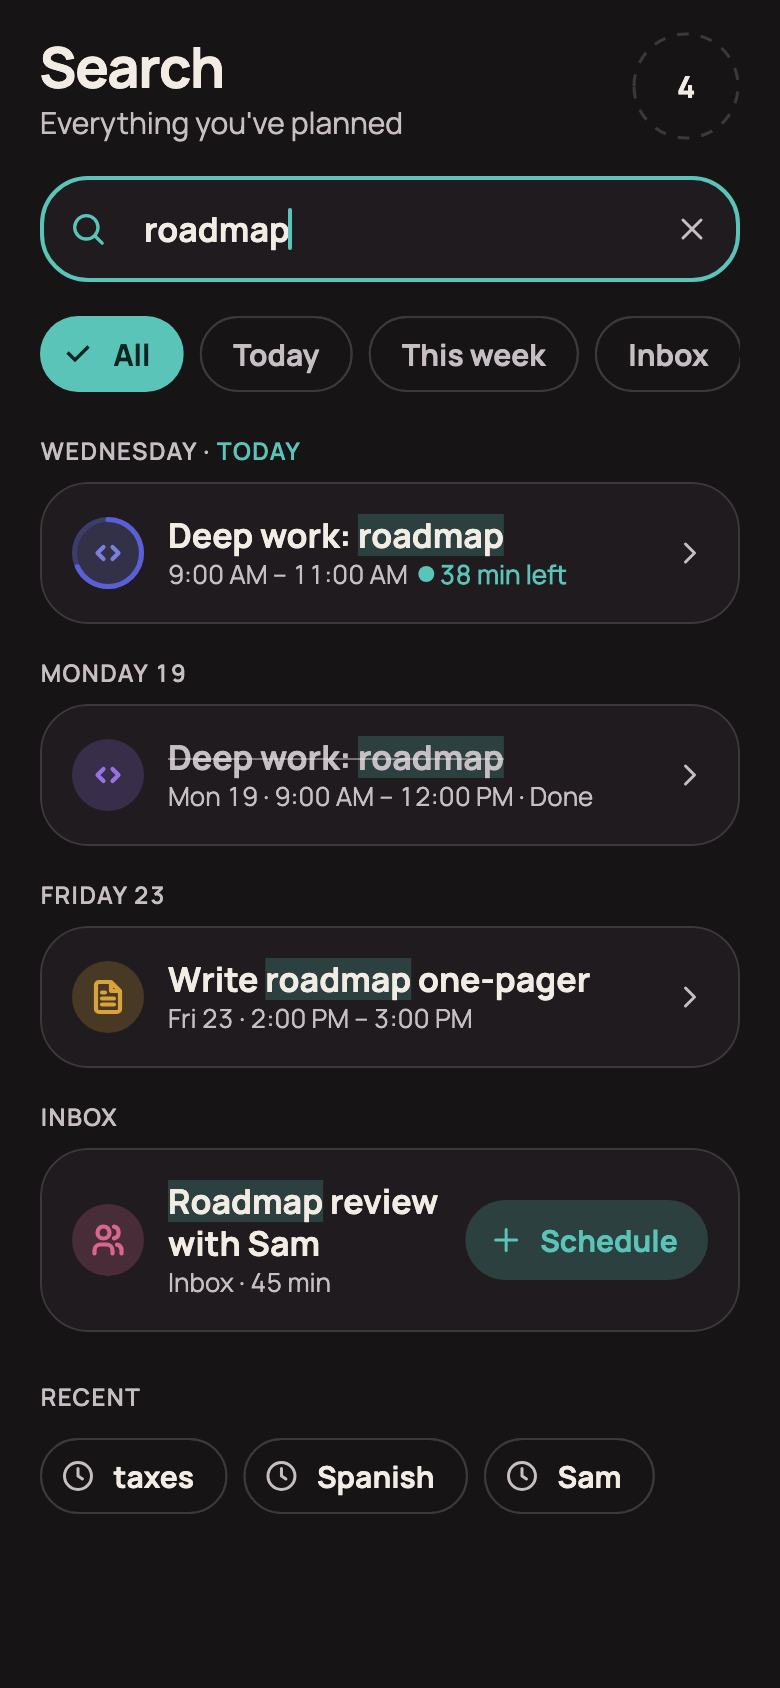 Search
Everything you've planned
4
roadmap
All
Today
This week
Inbox
WEDNESDAY · TODAY
Deep work: roadmap
9:00 AM – 11:00 AM ● 38 min left
MONDAY 19
Deep work: roadmap
Mon 19 · 9:00 AM – 12:00 PM · Done
FRIDAY 23
Write roadmap one-pager
Fri 23 · 2:00 PM – 3:00 PM
INBOX
Roadmap review
with Sam
Inbox · 45 min
Schedule
RECENT
taxes
Spanish
Sam